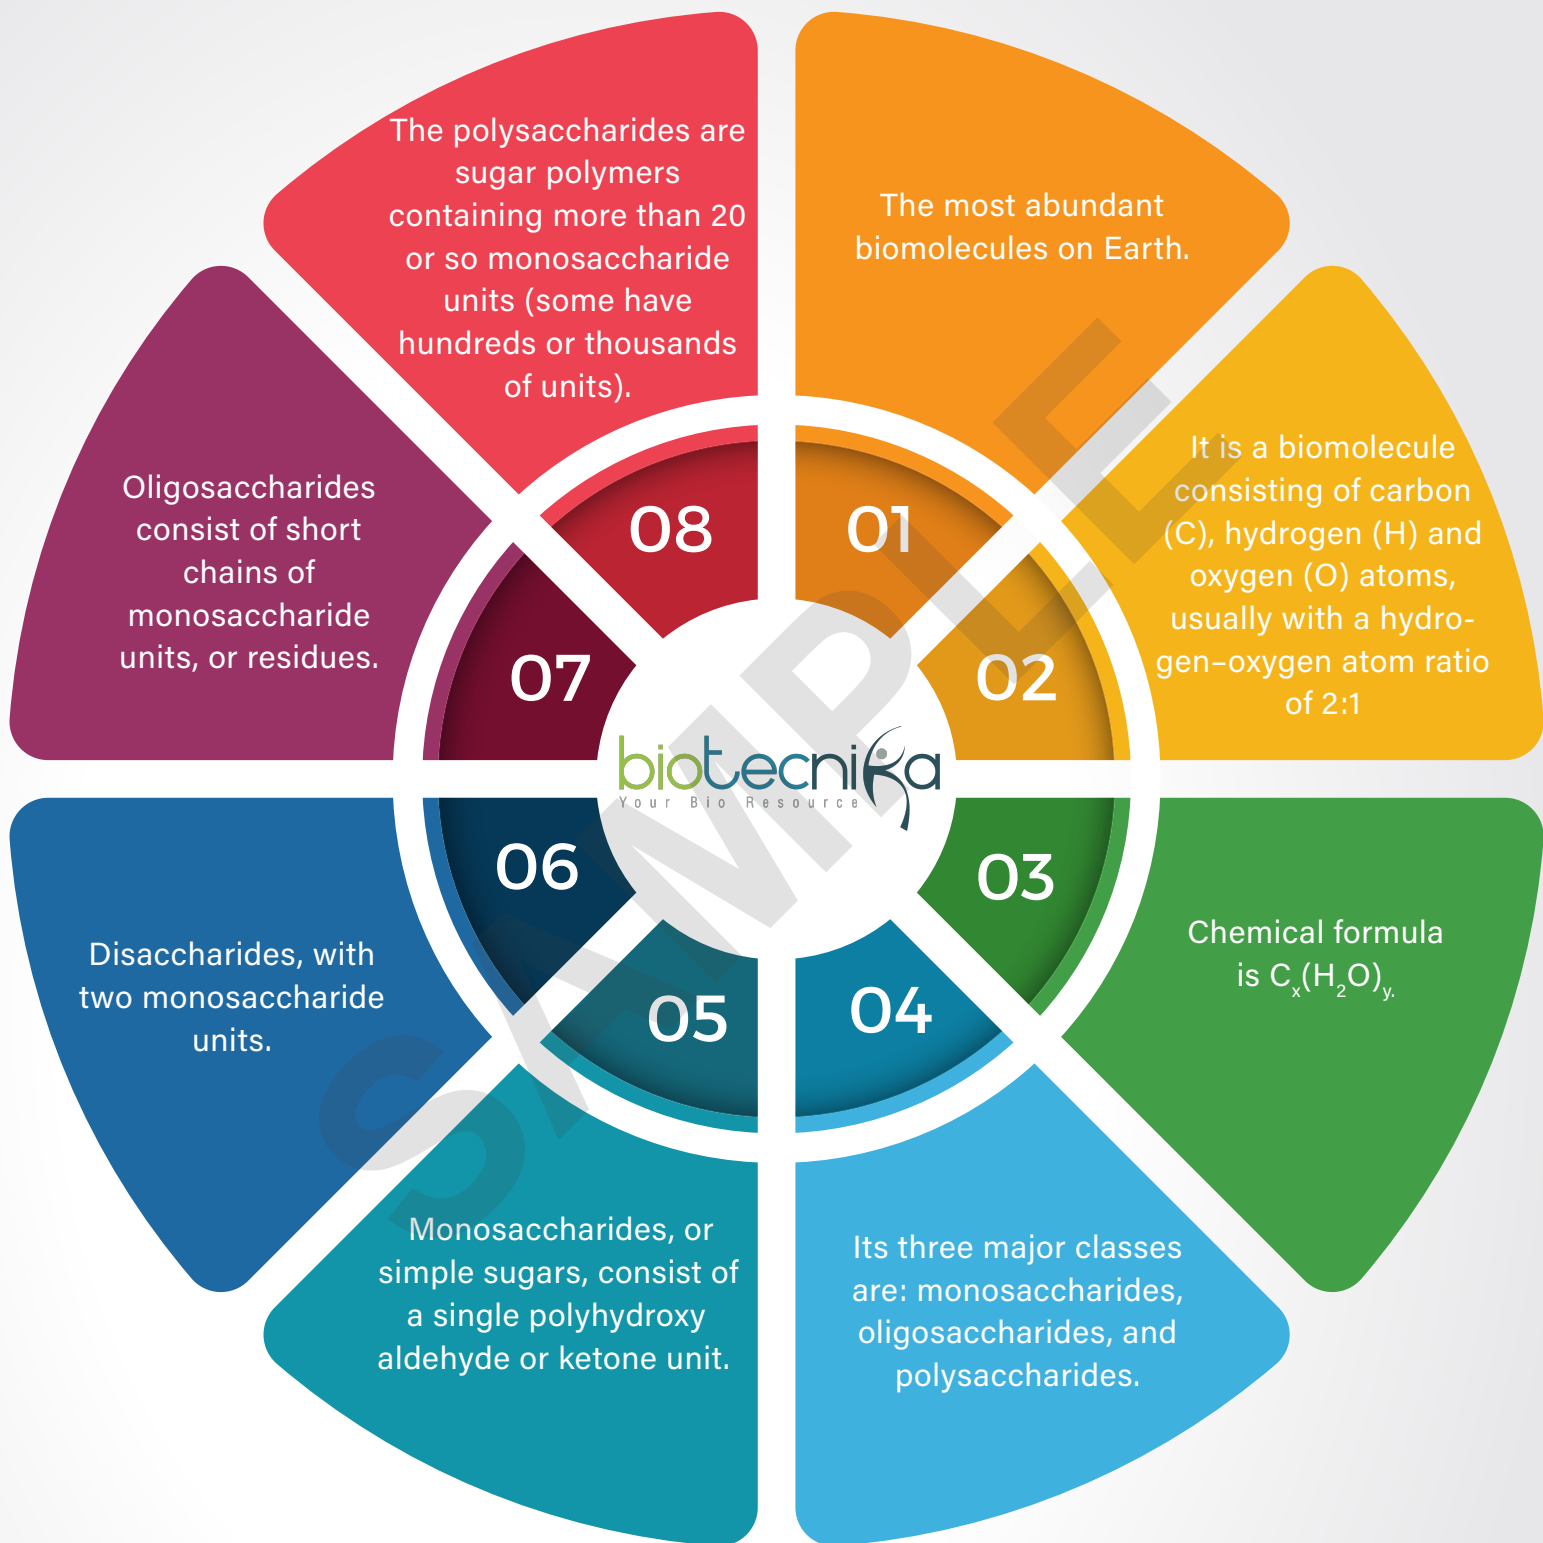 01
The most abundant
biomolecules on Earth.
02
It is a biomolecule
consisting of carbon
(C), hydrogen (H) and
oxygen (O) atoms,
usually with a hydro-
gen–oxygen atom ratio
of 2:1
03
Chemical formula
is Cₓ(H₂O)y.
04
Its three major classes
are: monosaccharides,
oligosaccharides, and
polysaccharides.
05
Monosaccharides, or
simple sugars, consist of
a single polyhydroxy
aldehyde or ketone unit.
06
Disaccharides, with
two monosaccharide
units.
07
Oligosaccharides
consist of short
chains of
monosaccharide
units, or residues.
08
The polysaccharides are
sugar polymers
containing more than 20
or so monosaccharide
units (some have
hundreds or thousands
of units).
biotecnika
Your Bio Resource
SAMPLE